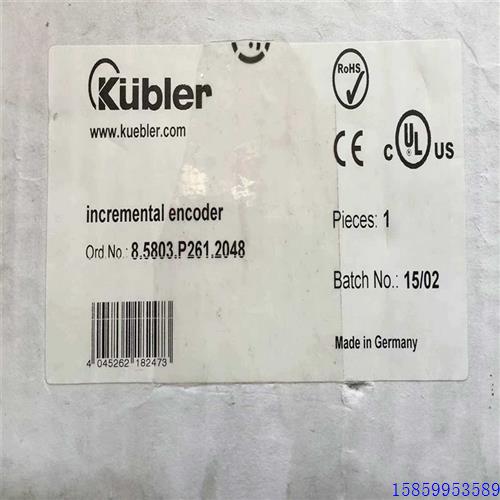 Kübler
www.kuebler.com
RoHS
CE
C UL US
incremental encoder
Ord No.: 8.5803.P261.2048
Pieces: 1
Batch No.: 15/02
4 045262 182473
Made in Germany
15859953589